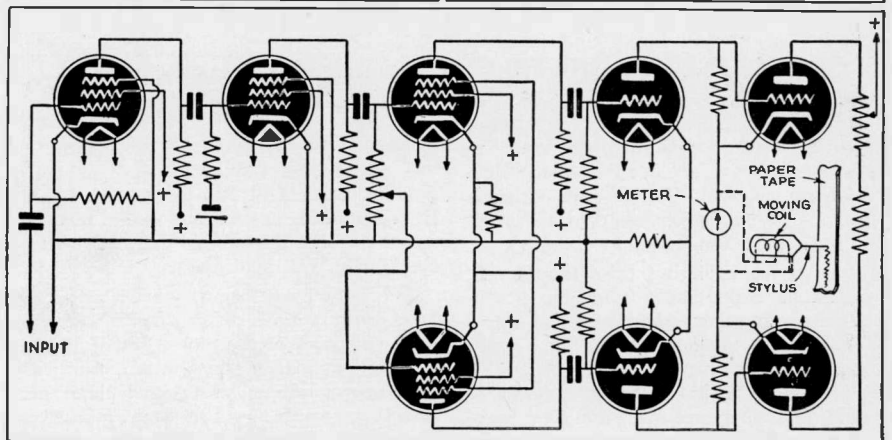 +
+
+
+
+
+
+
+
+
INPUT
METER
PAPER
TAPE
MOVING
COIL
STYLUS